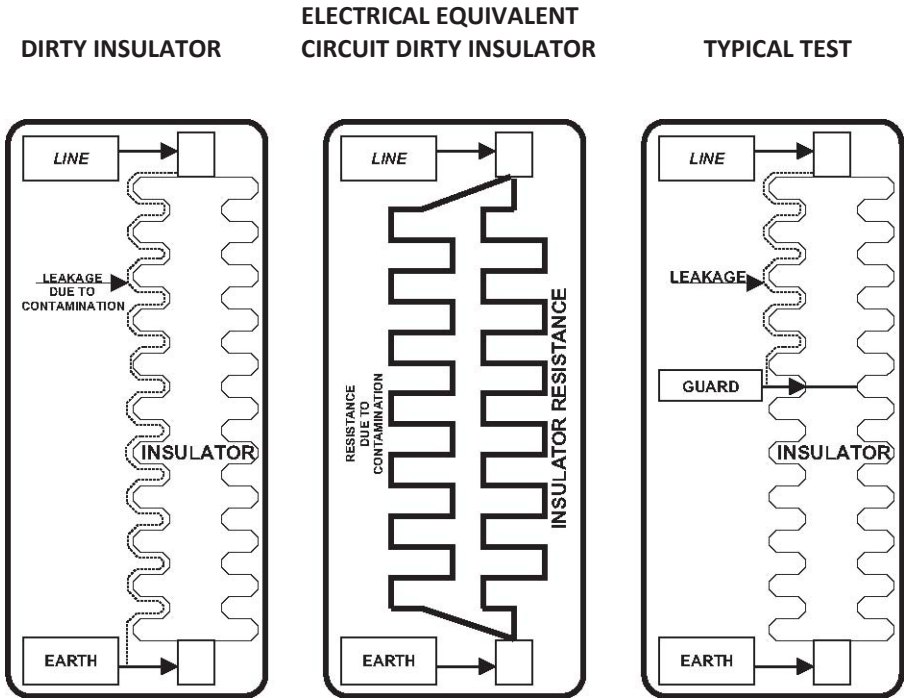 ELECTRICAL EQUIVALENT
DIRTY INSULATOR
CIRCUIT DIRTY INSULATOR
TYPICAL TEST
LINE
LEAKAGE
DUE TO
CONTAMINATION
INSULATOR
EARTH
LINE
RESISTANCE
DUE TO
CONTAMINATION
INSULATOR RESISTANCE
EARTH
LINE
LEAKAGE
GUARD
INSULATOR
EARTH